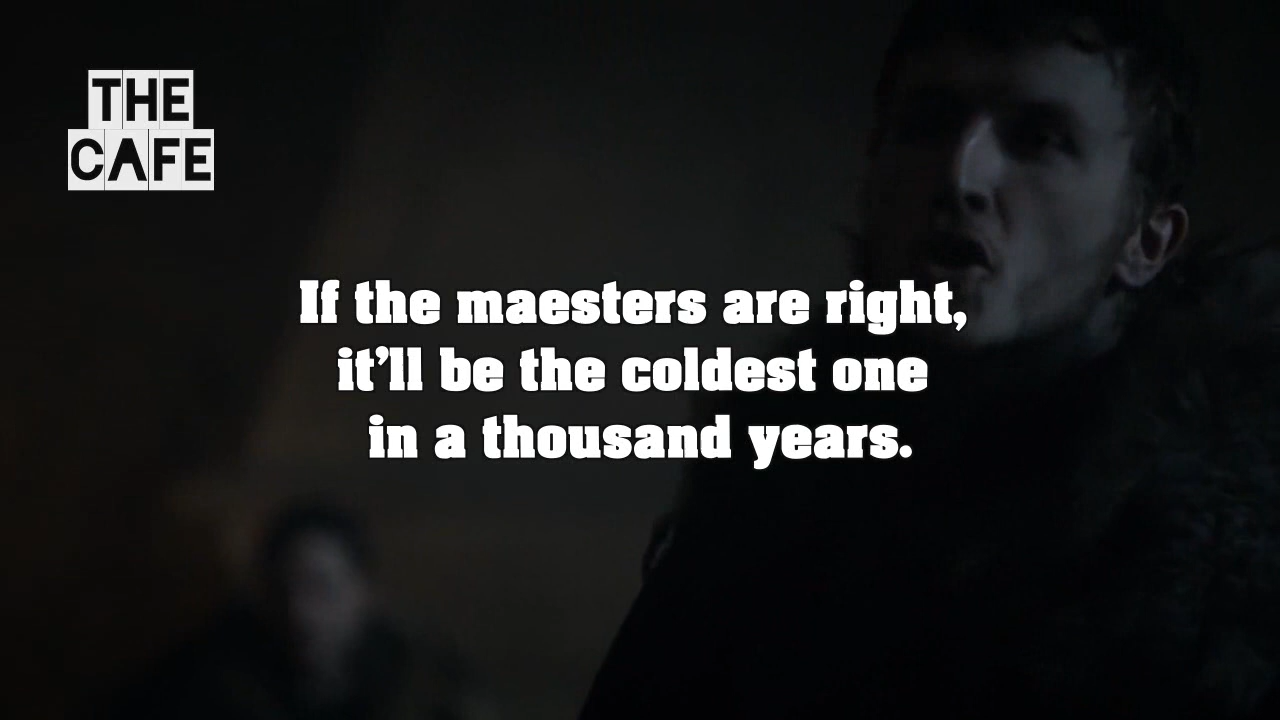 THE
CAFE
If the maesters are right,
it’ll be the coldest one
in a thousand years.